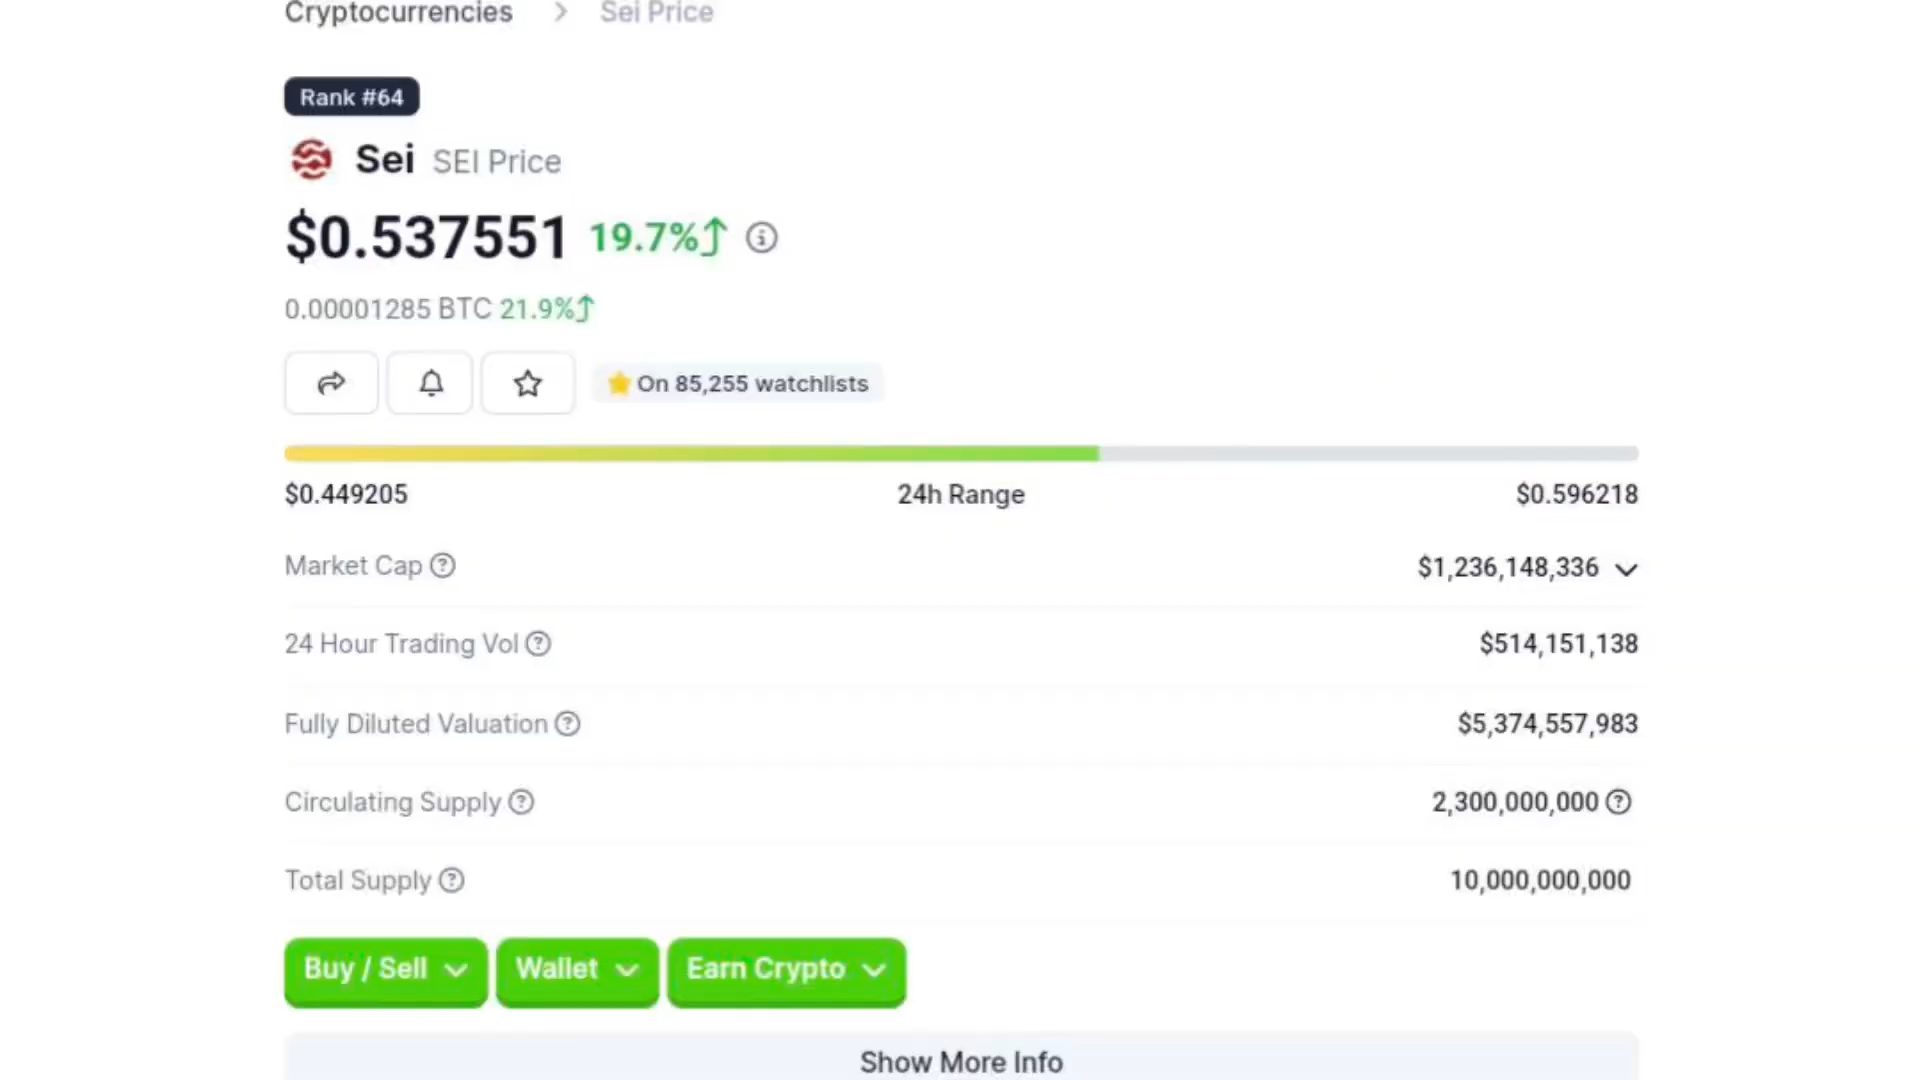 Cryptocurrencies > Sei Price
Rank #64
Sei SEI Price
$0.537551 19.7%
0.00001285 BTC 21.9%
On 85,255 watchlists
$0.449205 24h Range $0.596218
Market Cap $1,236,148,336
24 Hour Trading Vol $514,151,138
Fully Diluted Valuation $5,374,557,983
Circulating Supply 2,300,000,000
Total Supply 10,000,000,000
Buy / Sell Wallet Earn Crypto
Show More Info